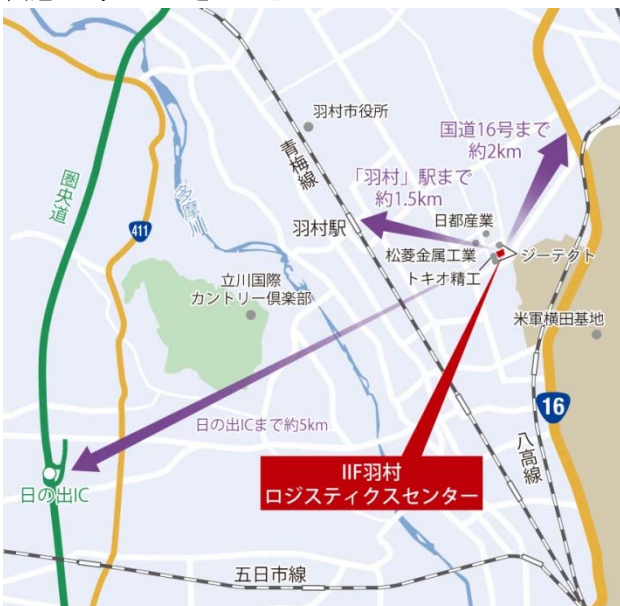 羽村市役所
国道16号まで
約2km
青梅線
「羽村」駅まで
約1.5km
圏央道
多摩川
411
羽村駅
日都産業
松菱金属工業
ジーテクト
トキオ精工
立川国際
カントリー倶楽部
米軍横田基地
16
日の出ICまで約5km
八高線
IIF羽村
ロジスティクスセンター
日の出IC
五日市線